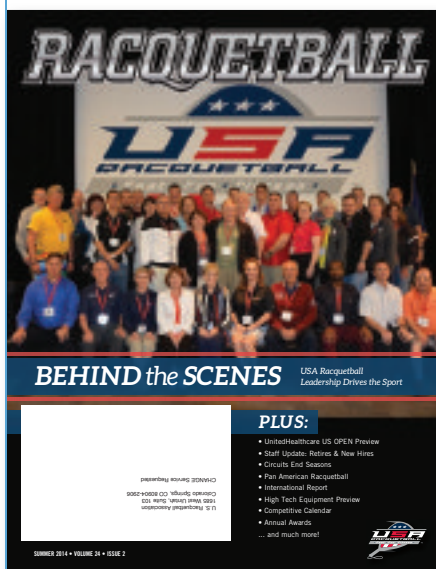 RACQUETBALL
USA
RACQUETBALL
BEHIND the SCENES
USA Racquetball
Leadership Drives the Sport
PLUS:
• UnitedHealthcare US OPEN Preview
• Staff Update: Retires & New Hires
• Circuits End Seasons
• Pan American Racquetball
• International Report
• High Tech Equipment Preview
• Competitive Calendar
• Annual Awards
... and much more!
U.S. Racquetball Association
1685 West Uintah, Suite 103
Colorado Springs, CO 80904-2906
CHANGE Service Requested
USA
RACQUETBALL
SUMMER 2014 • VOLUME 24 • ISSUE 2